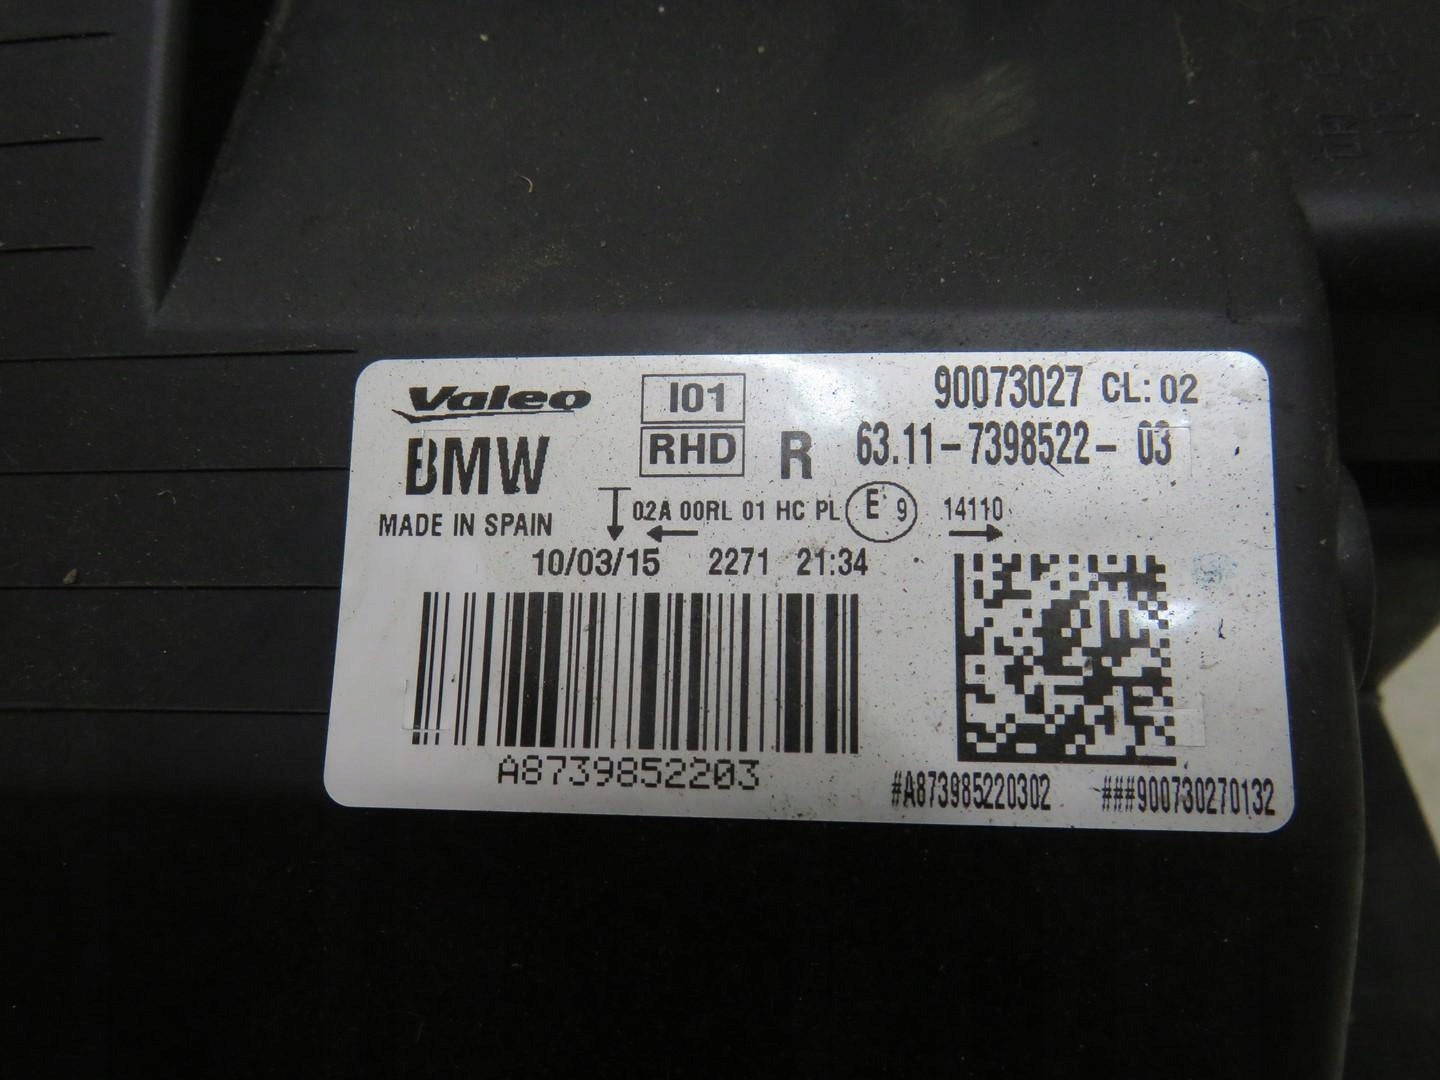 Valeo I01 90073027 CL: 02
BMW RHD R 63.11-7398522-03
MADE IN SPAIN 02A 00RL 01 HC PL E 9 14110
10/03/15 2271 21:34
A8739852203
#A873985220302 ###900730270132